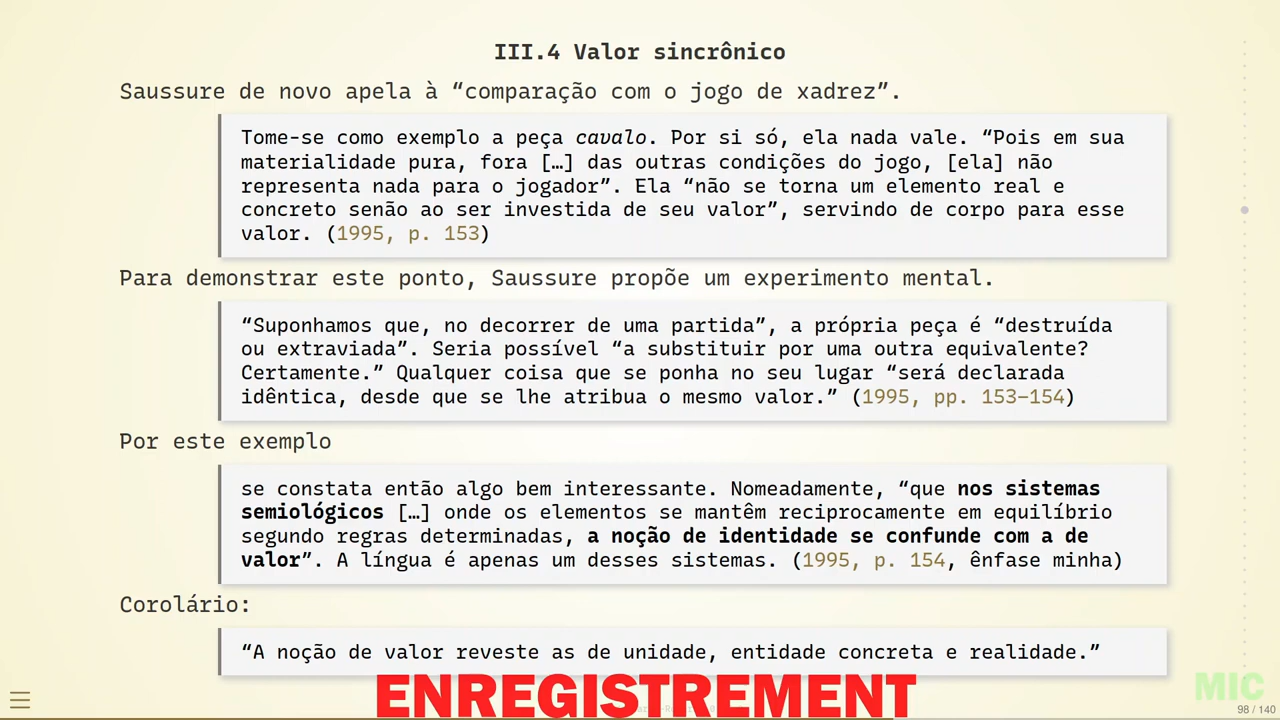 III.4 Valor sincrônico
Saussure de novo apela à “comparação com o jogo de xadrez”.
Tome-se como exemplo a peça cavalo. Por si só, ela nada vale. “Pois em sua
materialidade pura, fora […] das outras condições do jogo, [ela] não
representa nada para o jogador”. Ela “não se torna um elemento real e
concreto senão ao ser investida de seu valor”, servindo de corpo para esse
valor. (1995, p. 153)
Para demonstrar este ponto, Saussure propõe um experimento mental.
“Suponhamos que, no decorrer de uma partida”, a própria peça é “destruída
ou extraviada”. Seria possível “a substituir por uma outra equivalente?
Certamente.” Qualquer coisa que se ponha no seu lugar “será declarada
idêntica, desde que se lhe atribua o mesmo valor.” (1995, pp. 153–154)
Por este exemplo
se constata então algo bem interessante. Nomeadamente, “que nos sistemas
semiológicos […] onde os elementos se mantêm reciprocamente em equilíbrio
segundo regras determinadas, a noção de identidade se confunde com a de
valor”. A língua é apenas um desses sistemas. (1995, p. 154, ênfase minha)
Corolário:
“A noção de valor reveste as de unidade, entidade concreta e realidade.”
ENREGISTREMENT
MIC
98 / 140